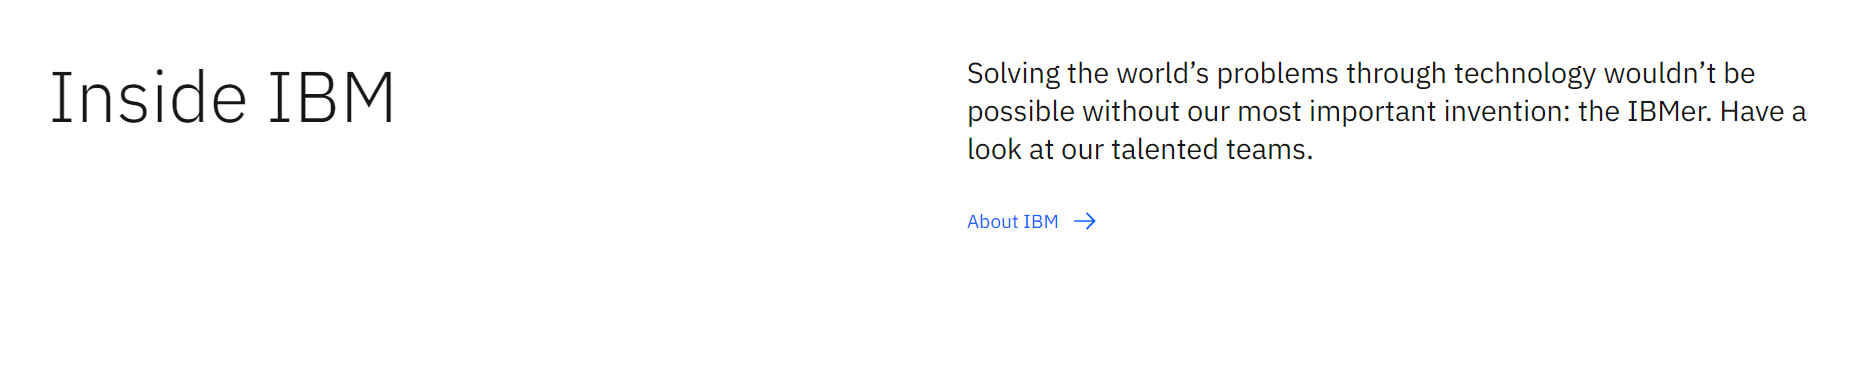 Inside IBM
Solving the world’s problems through technology wouldn’t be
possible without our most important invention: the IBMer. Have a
look at our talented teams.
About IBM →